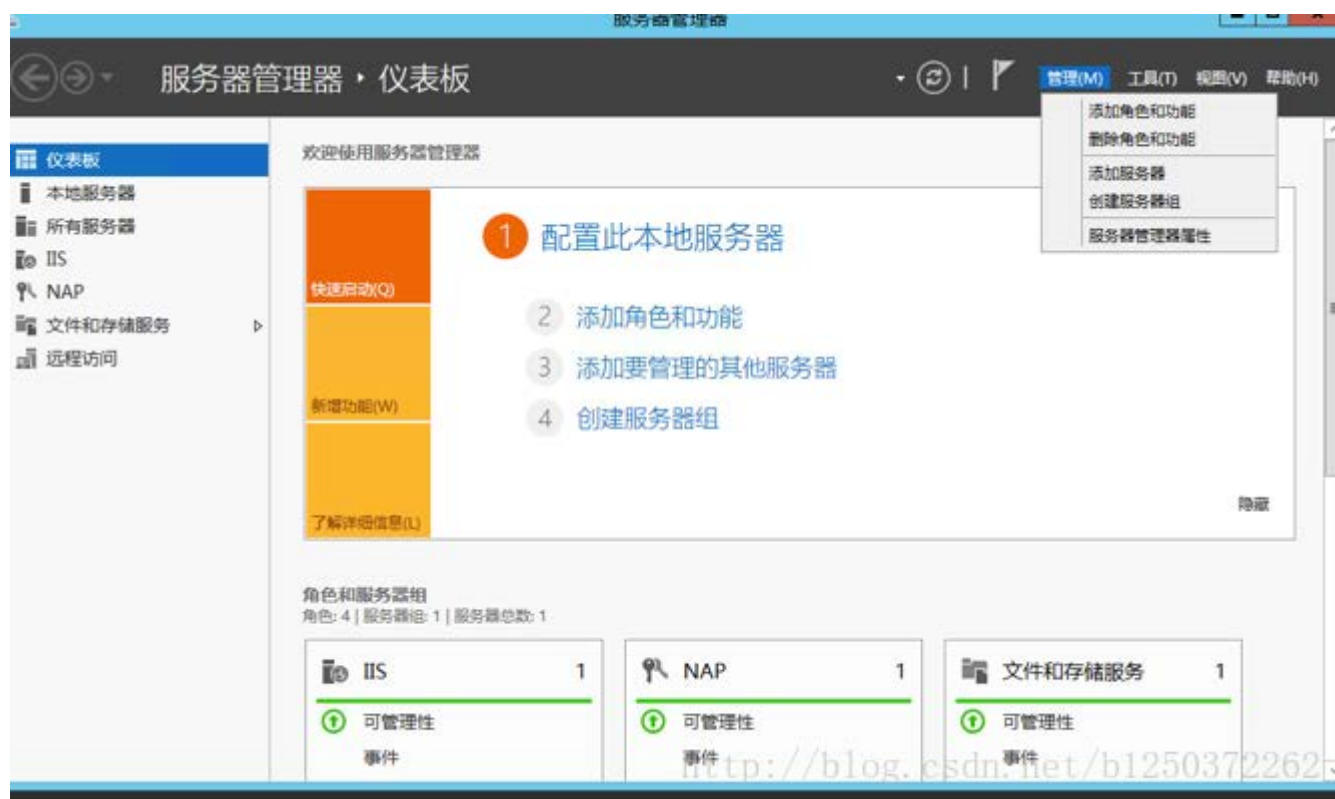 服务器管理器
服务器管理器 · 仪表板
管理(M) 工具(T) 视图(V) 帮助(H)
添加角色和功能
删除角色和功能
添加服务器
创建服务器组
服务器管理器属性
仪表板
本地服务器
所有服务器
IIS
NAP
文件和存储服务
远程访问
欢迎使用服务器管理器
快速启动(Q)
新增功能(W)
了解详细信息(L)
1 配置此本地服务器
2 添加角色和功能
3 添加要管理的其他服务器
4 创建服务器组
隐藏
角色和服务器组
角色: 4 | 服务器组: 1 | 服务器总数: 1
IIS 1
可管理性
事件
NAP 1
可管理性
事件
文件和存储服务 1
可管理性
事件
http://blog.csdn.net/b1250372262